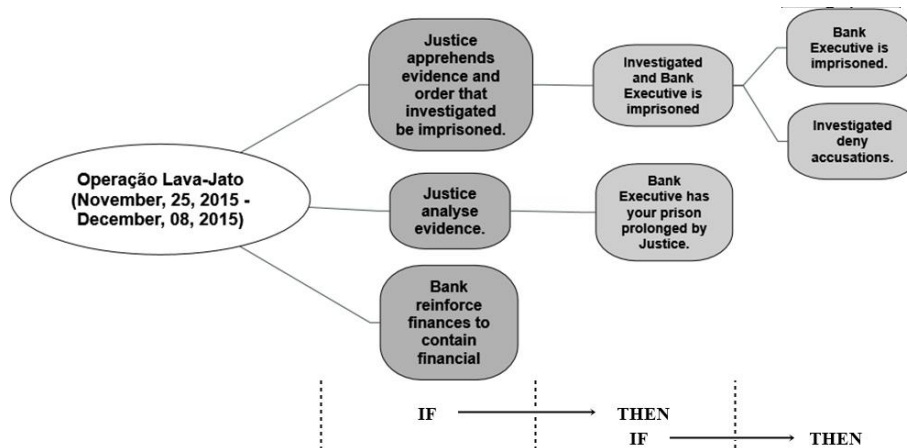 Operação Lava-Jato
(November, 25, 2015 -
December, 08, 2015)
Justice
apprehends
evidence and
order that
investigated
be imprisoned.
Investigated
and Bank
Executive is
imprisoned
Bank
Executive is
imprisoned.
Investigated
deny
accusations.
Justice
analyse
evidence.
Bank
Executive has
your prison
prolonged by
Justice.
Bank
reinforce
finances to
contain
financial
IF
THEN
IF
THEN